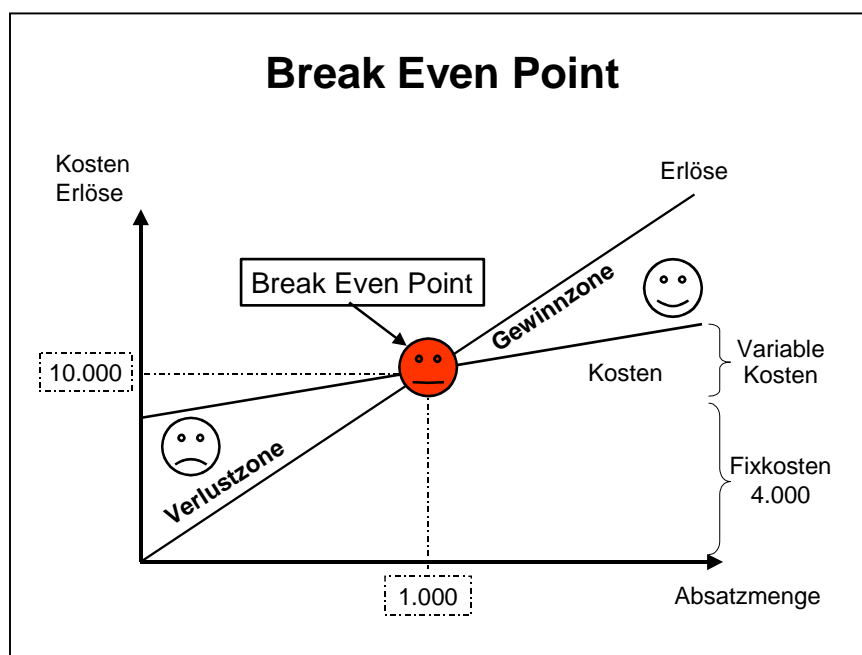 Break Even Point
Kosten
Erlöse
Erlöse
Break Even Point
Gewinnzone
10.000
Kosten
Variable
Kosten
Verlustzone
Fixkosten
4.000
1.000
Absatzmenge